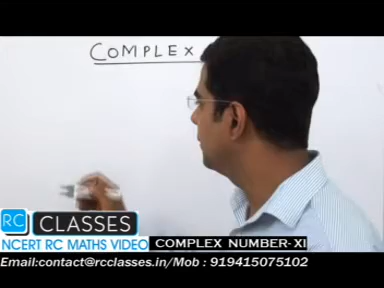 COMPLEX
RC CLASSES
NCERT RC MATHS VIDEO COMPLEX NUMBER-XI
Email:contact@rcclasses.in/Mob : 919415075102